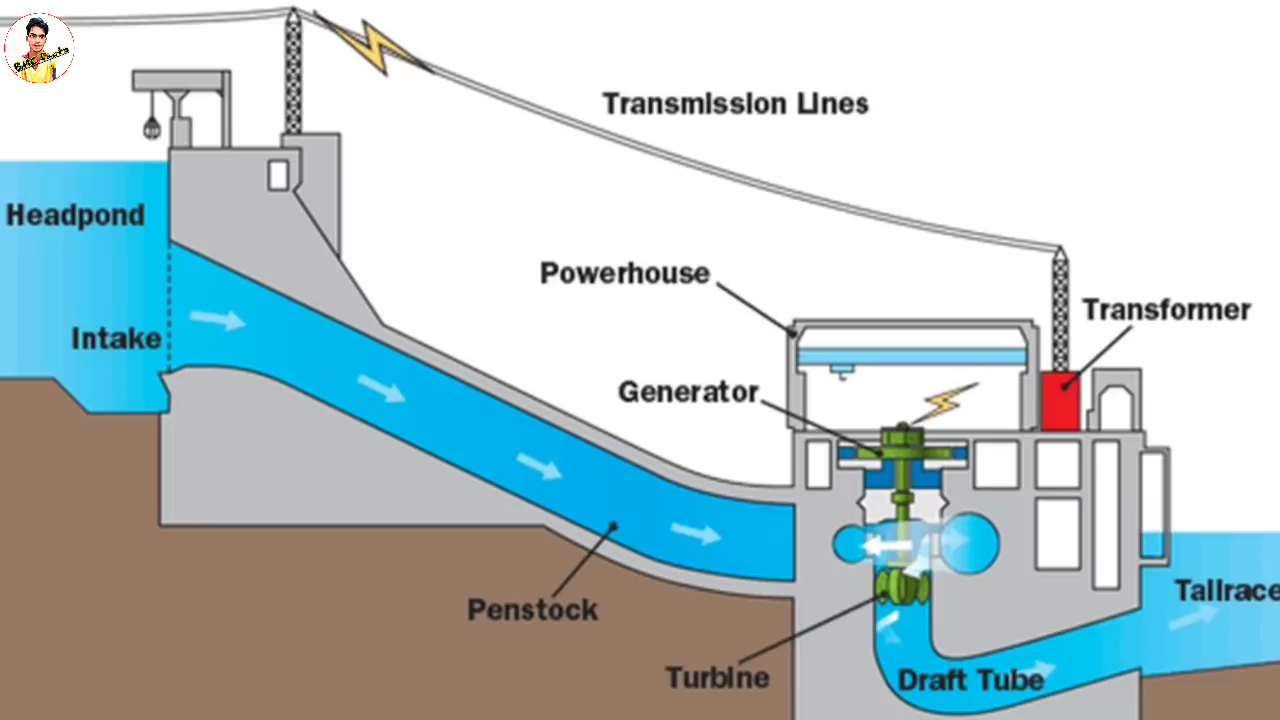 Transmission Lines
Headpond
Powerhouse
Transformer
Intake
Generator
Tailrace
Penstock
Turbine
Draft Tube